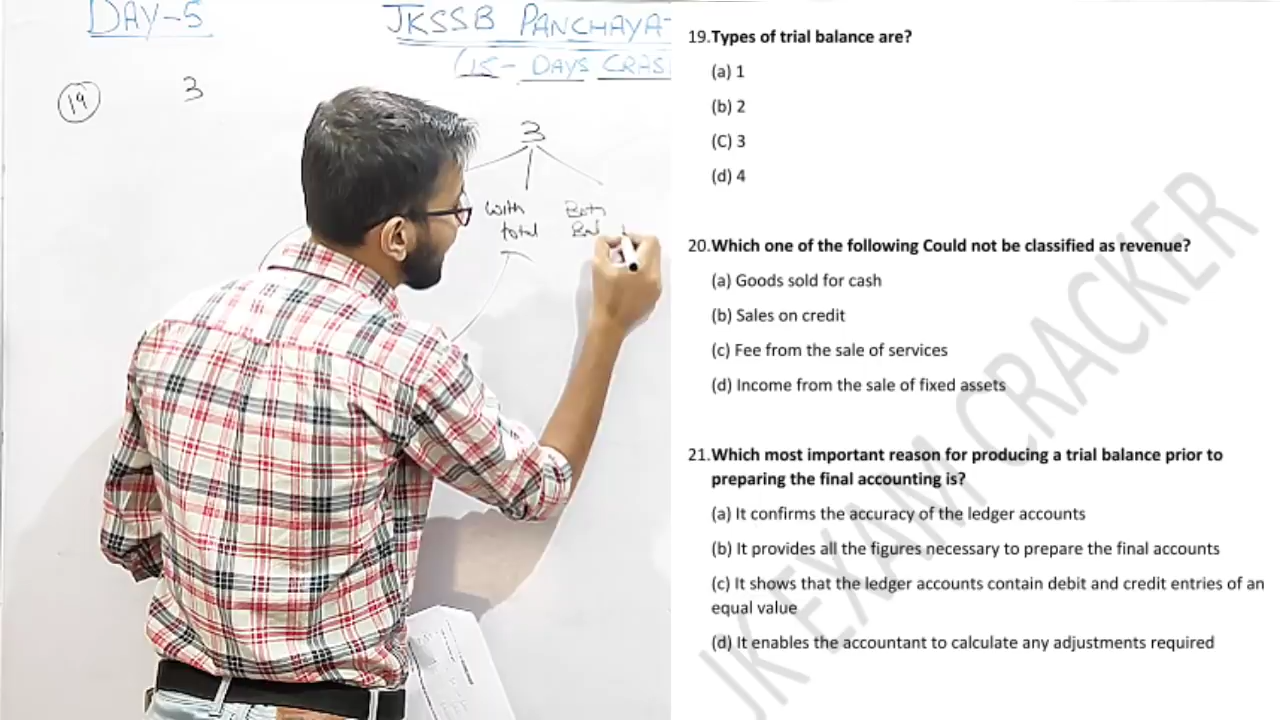 DAY-5
JKSSB PANCHAYA
(15- DAYS CRAS
19
3
3
with
total
Both
Bal
19.Types of trial balance are?
(a) 1
(b) 2
(C) 3
(d) 4
20.Which one of the following Could not be classified as revenue?
(a) Goods sold for cash
(b) Sales on credit
(c) Fee from the sale of services
(d) Income from the sale of fixed assets
21.Which most important reason for producing a trial balance prior to
preparing the final accounting is?
(a) It confirms the accuracy of the ledger accounts
(b) It provides all the figures necessary to prepare the final accounts
(c) It shows that the ledger accounts contain debit and credit entries of an
equal value
(d) It enables the accountant to calculate any adjustments required
JK EXAM CRACKER